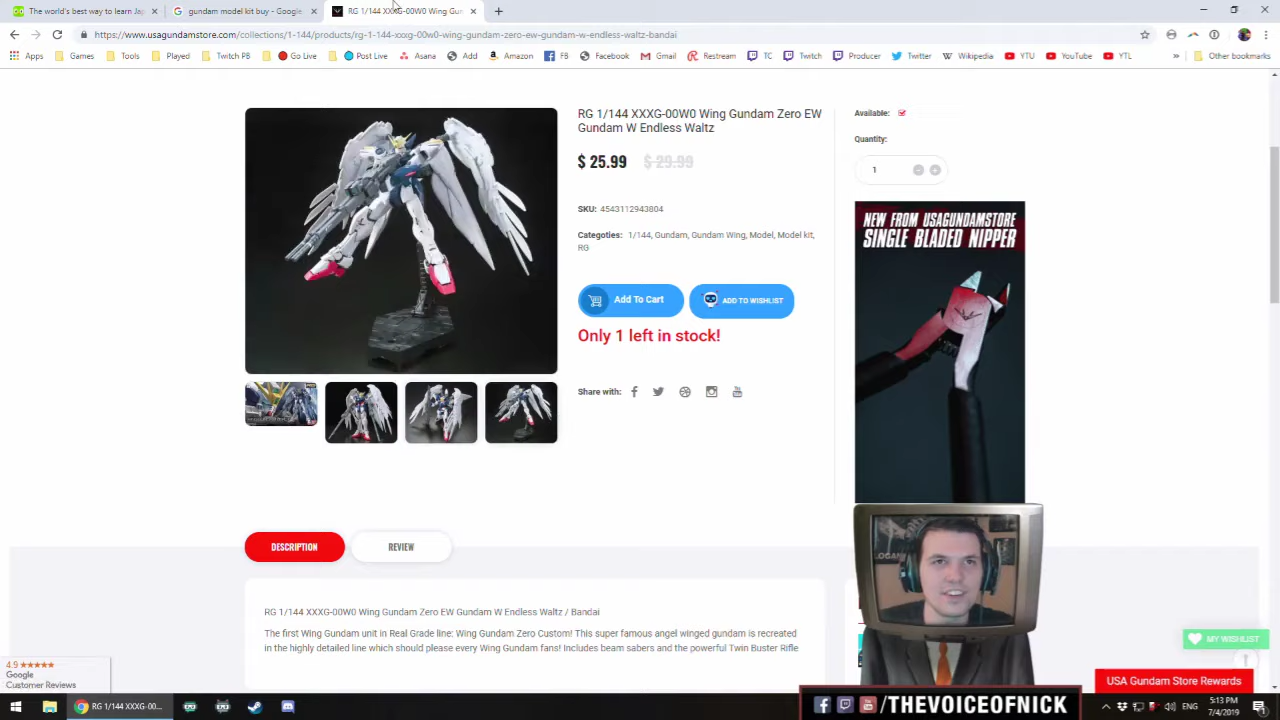 The world's best way to learn Jap
gundam model kit buy - Google
RG 1/144 XXXG-00W0 Wing Gun
https://www.usagundamstore.com/collections/1-144/products/rg-1-144-xxxg-00w0-wing-gundam-zero-ew-gundam-w-endless-waltz-bandai
Apps Games Tools Played Twitch PB Go Live Post Live Asana Add Amazon FB Facebook Gmail Restream TC Twitch Producer Twitter Wikipedia YTU YouTube YTL » Other bookmarks
RG 1/144 XXXG-00W0 Wing Gundam Zero EW
Gundam W Endless Waltz
$ 25.99 $ 29.99
SKU: 4543112943804
Categoties: 1/144, Gundam, Gundam Wing, Model, Model kit,
RG
Add To Cart
ADD TO WISHLIST
Only 1 left in stock!
Share with:
Available:
Quantity:
1
NEW FROM USAGUNDAMSTORE
SINGLE BLADED NIPPER
DESCRIPTION
REVIEW
RG 1/144 XXXG-00W0 Wing Gundam Zero EW Gundam W Endless Waltz / Bandai
The first Wing Gundam unit in Real Grade line: Wing Gundam Zero Custom! This super famous angel winged gundam is recreated
in the highly detailed line which should please every Wing Gundam fans! Includes beam sabers and the powerful Twin Buster Rifle
4.9
Google
Customer Reviews
MY WISHLIST
USA Gundam Store Rewards
/THEVOICEOFNICK
RG 1/144 XXXG-00...
ENG
5:13 PM
7/4/2019